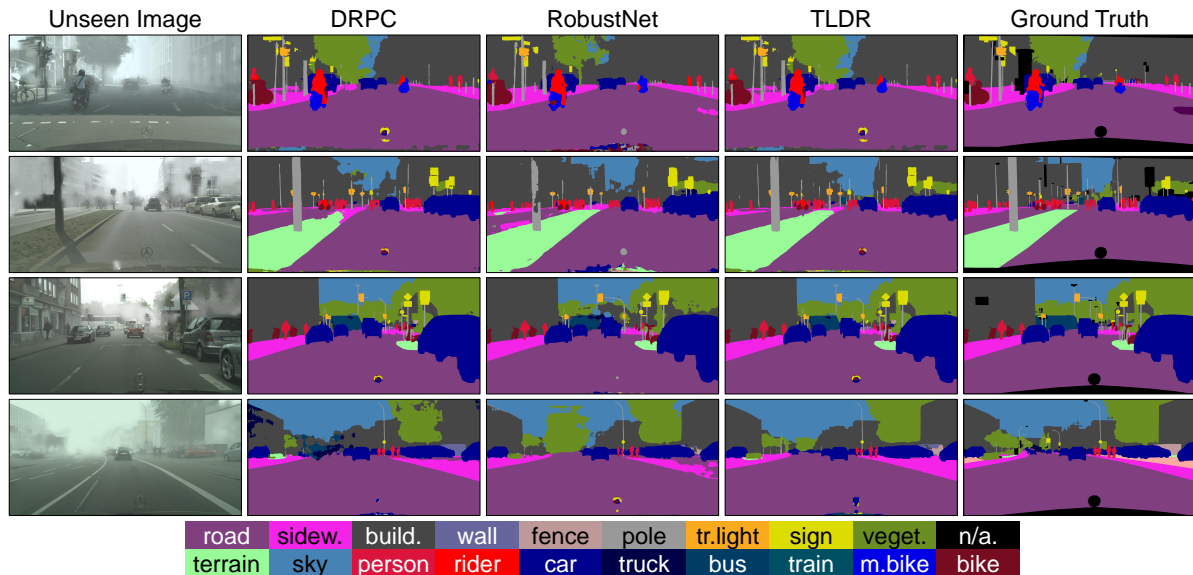 Unseen Image DRPC RobustNet TLDR Ground Truth
road sidew. build. wall fence pole tr.light sign veget. n/a.
terrain sky person rider car truck bus train m.bike bike